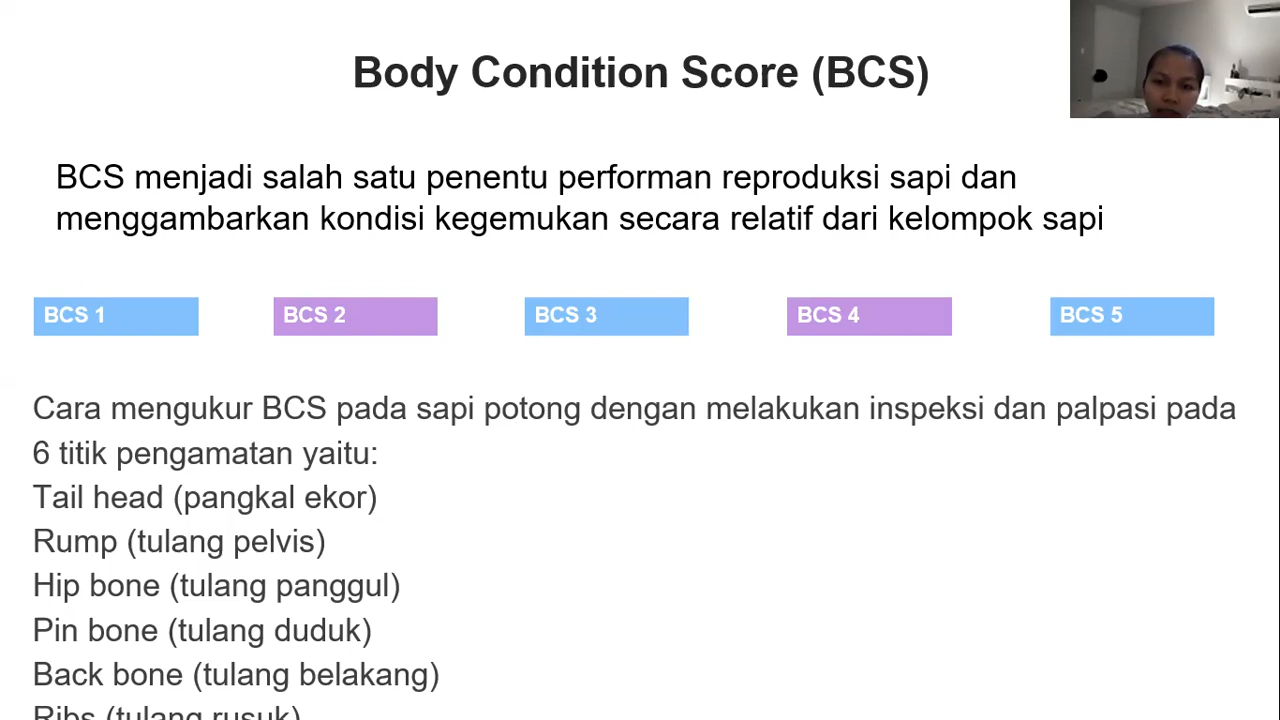 Body Condition Score (BCS)
BCS menjadi salah satu penentu performan reproduksi sapi dan
menggambarkan kondisi kegemukan secara relatif dari kelompok sapi
BCS 1
BCS 2
BCS 3
BCS 4
BCS 5
Cara mengukur BCS pada sapi potong dengan melakukan inspeksi dan palpasi pada
6 titik pengamatan yaitu:
Tail head (pangkal ekor)
Rump (tulang pelvis)
Hip bone (tulang panggul)
Pin bone (tulang duduk)
Back bone (tulang belakang)
Ribs (tulang rusuk)